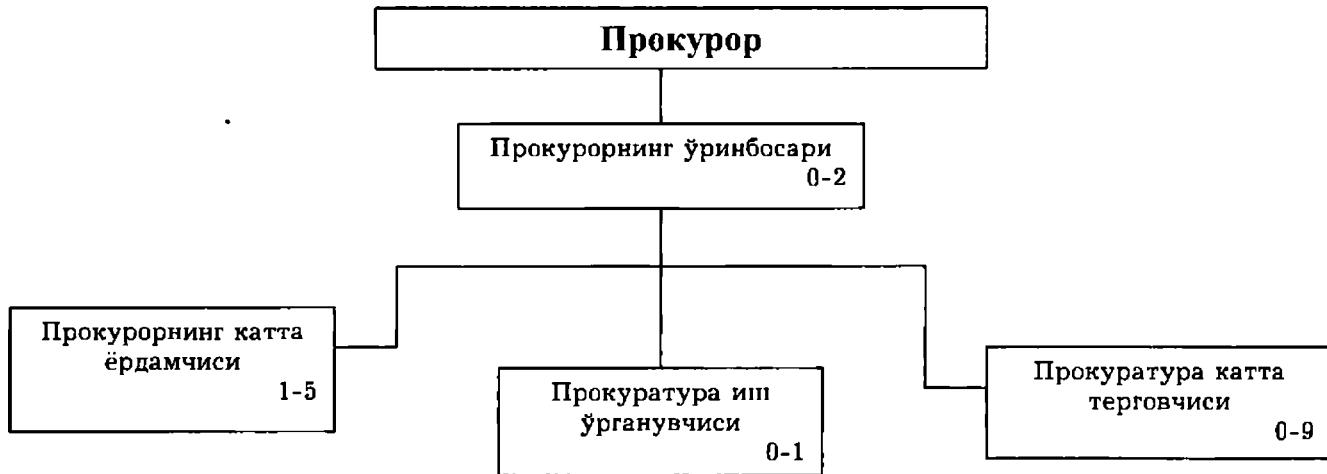 Прокурор
Прокурорнинг ўринбосари
0-2
Прокурорнинг катта
ёрдамчиси
1-5
Прокуратура иш
ўрганувчиси
0-1
Прокуратура катта
терговчиси
0-9